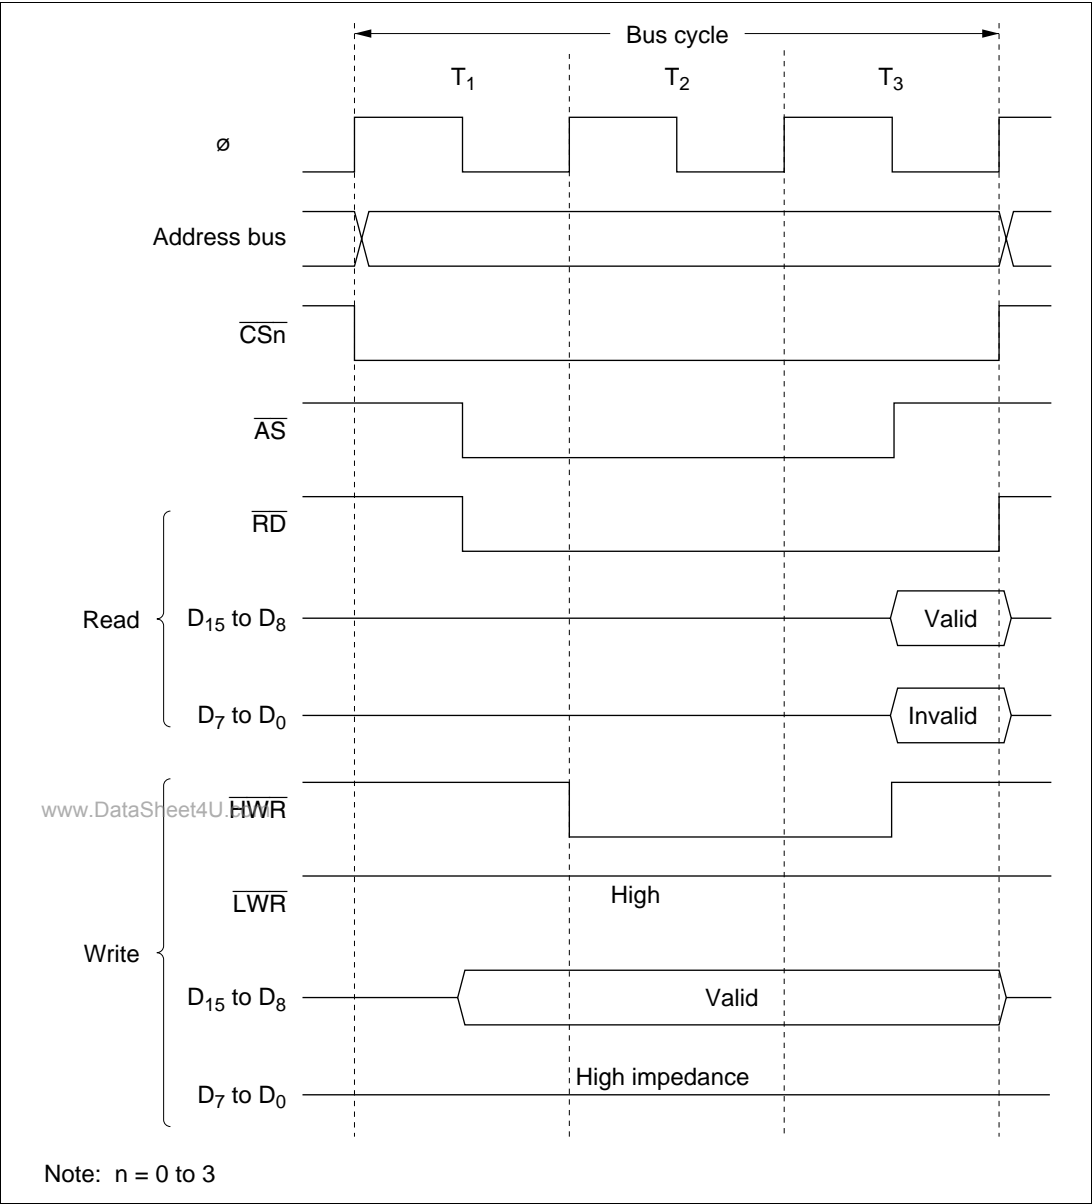 Bus cycle
T1 T2 T3
ø
Address bus
CSn
AS
RD
Read
D15 to D8 Valid
D7 to D0 Invalid
www.DataSheet4U.com
HWR
LWR High
Write
D15 to D8 Valid
High impedance
D7 to D0
Note: n = 0 to 3